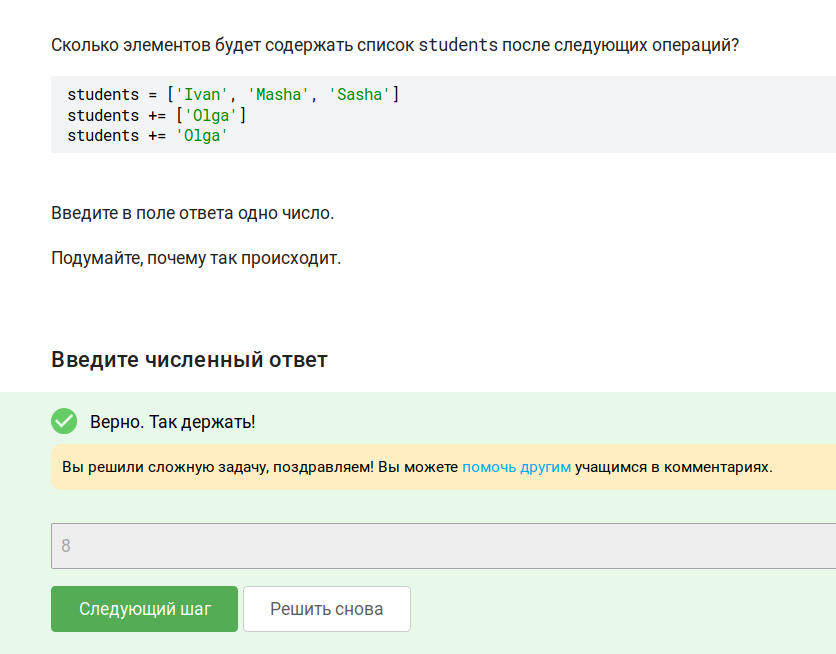 Сколько элементов будет содержать список students после следующих операций?
students = ['Ivan', 'Masha', 'Sasha']
students += ['Olga']
students += 'Olga'
Введите в поле ответа одно число.
Подумайте, почему так происходит.
Введите численный ответ
Верно. Так держать!
Вы решили сложную задачу, поздравляем! Вы можете помочь другим учащимся в комментариях.
8
Следующий шаг Решить снова